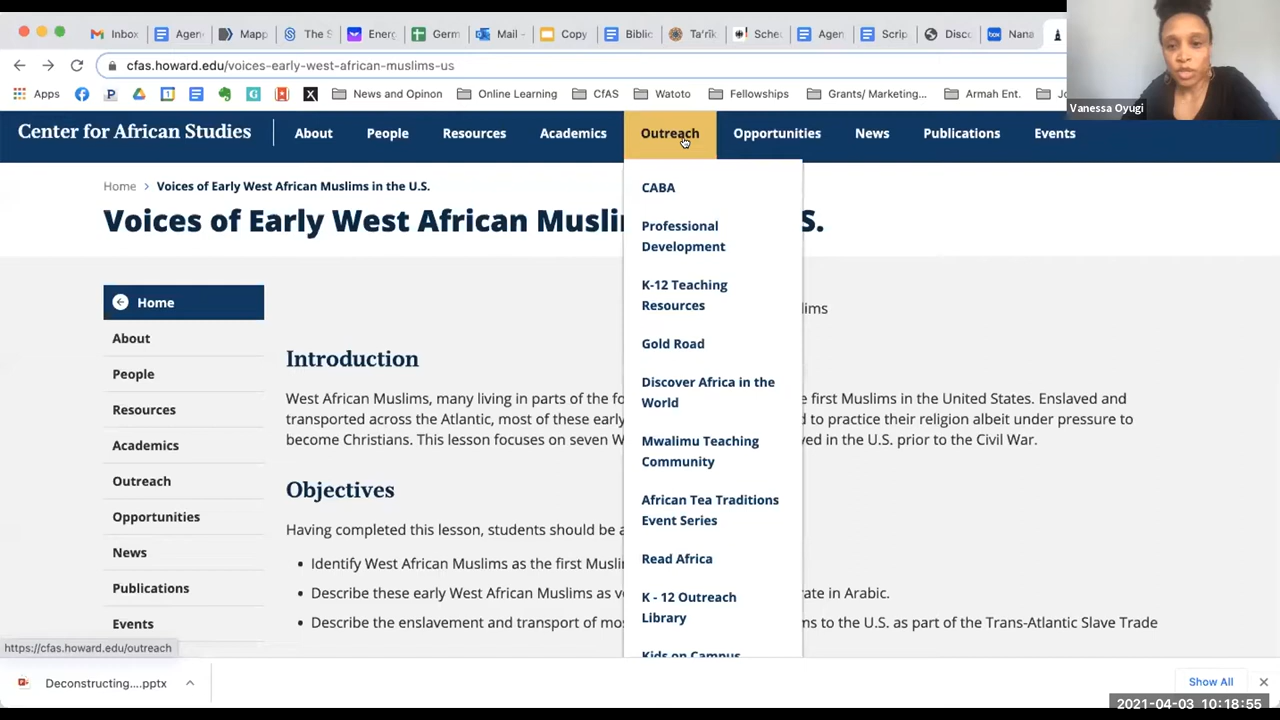 Inbo
Agen
Mapp
The S
Ener
Germ
Mail -
Copy
Biblic
Ta'rīk
Sche
Agen
Scrip
Disco
Nana
cfas.howard.edu/voices-early-west-african-muslims-us
Apps
News and Opinon
Online Learning
CfAS
Watoto
Fellowships
Grants/ Marketing...
Armah Ent.
Vanessa Oyugi
Center for African Studies
About
People
Resources
Academics
Outreach
Opportunities
News
Publications
Events
Home > Voices of Early West African Muslims in the U.S.
Voices of Early West African Musli S.
CABA
Professional
Development
K-12 Teaching
Resources
Gold Road
Discover Africa in the
World
Mwalimu Teaching
Community
African Tea Traditions
Event Series
Read Africa
K - 12 Outreach
Library
Kids on Campus
Home
About
People
Resources
Academics
Outreach
Opportunities
News
Publications
Events
lims
Introduction
West African Muslims, many living in parts of the fo e first Muslims in the United States. Enslaved and
transported across the Atlantic, most of these early d to practice their religion albeit under pressure to
become Christians. This lesson focuses on seven W ved in the U.S. prior to the Civil War.
Objectives
Having completed this lesson, students should be a
• Identify West African Muslims as the first Musli
• Describe these early West African Muslims as v rate in Arabic.
• Describe the enslavement and transport of mos ms to the U.S. as part of the Trans-Atlantic Slave Trade
https://cfas.howard.edu/outreach
Deconstructing....pptx
Show All
2021-04-03 10:18:55